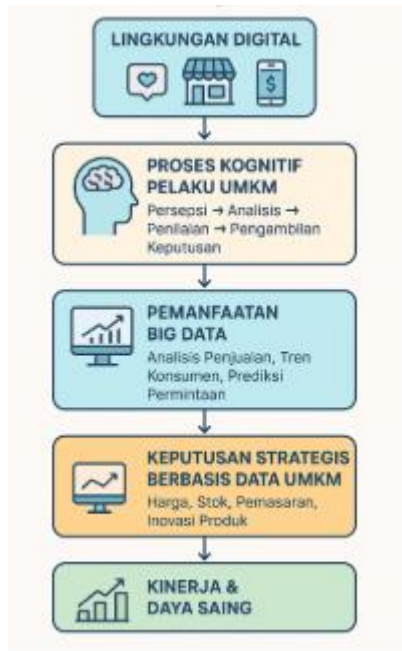 LINGKUNGAN DIGITAL
$
PROSES KOGNITIF
PELAKU UMKM
Persepsi → Analisis →
Penilaian → Pengambilan
Keputusan
PEMANFAATAN
BIG DATA
Analisis Penjualan, Tren
Konsumen, Prediksi
Permintaan
KEPUTUSAN STRATEGIS
BERBASIS DATA UMKM
Harga, Stok, Pemasaran,
Inovasi Produk
KINERJA &
DAYA SAING